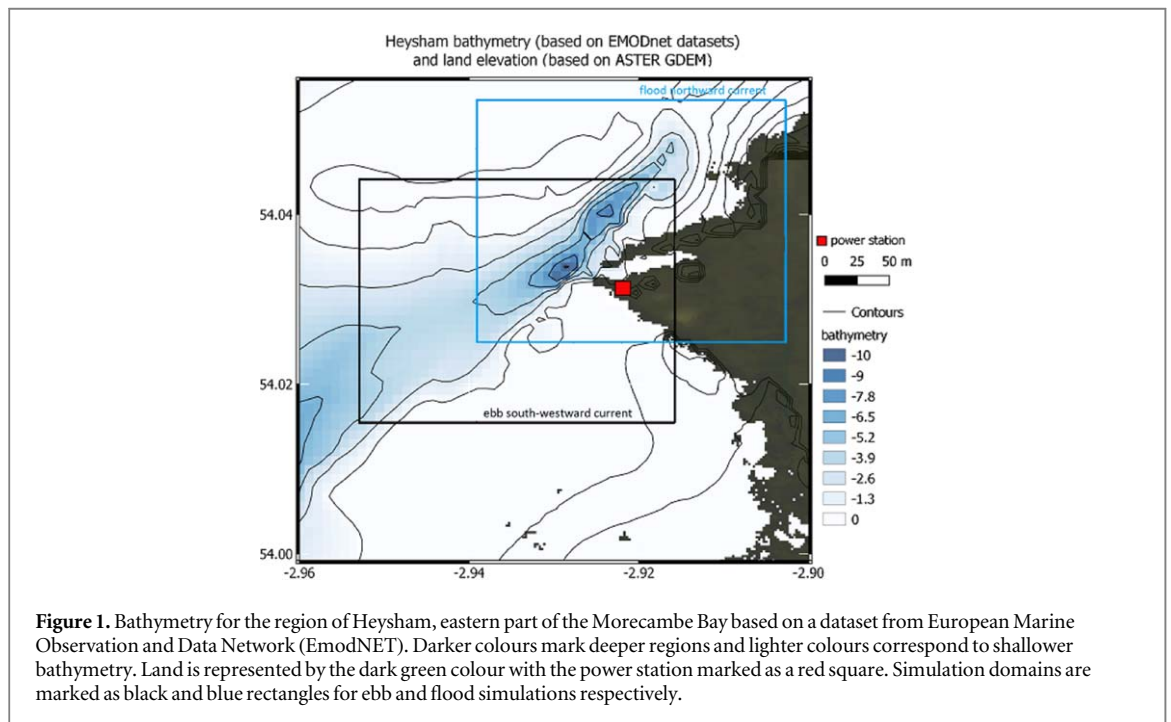 Heysham bathymetry (based on EMODnet datasets)
and land elevation (based on ASTER GDEM)
flood northward current
54.04
54.02
54.00
-2.96
-2.94
-2.92
-2.90
ebb south-westward current
power station
0 25 50 m
Contours
bathymetry
-10
-9
-7.8
-6.5
-5.2
-3.9
-2.6
-1.3
0
Figure 1. Bathymetry for the region of Heysham, eastern part of the Morecambe Bay based on a dataset from European Marine
Observation and Data Network (EmodNET). Darker colours mark deeper regions and lighter colours correspond to shallower
bathymetry. Land is represented by the dark green colour with the power station marked as a red square. Simulation domains are
marked as black and blue rectangles for ebb and flood simulations respectively.